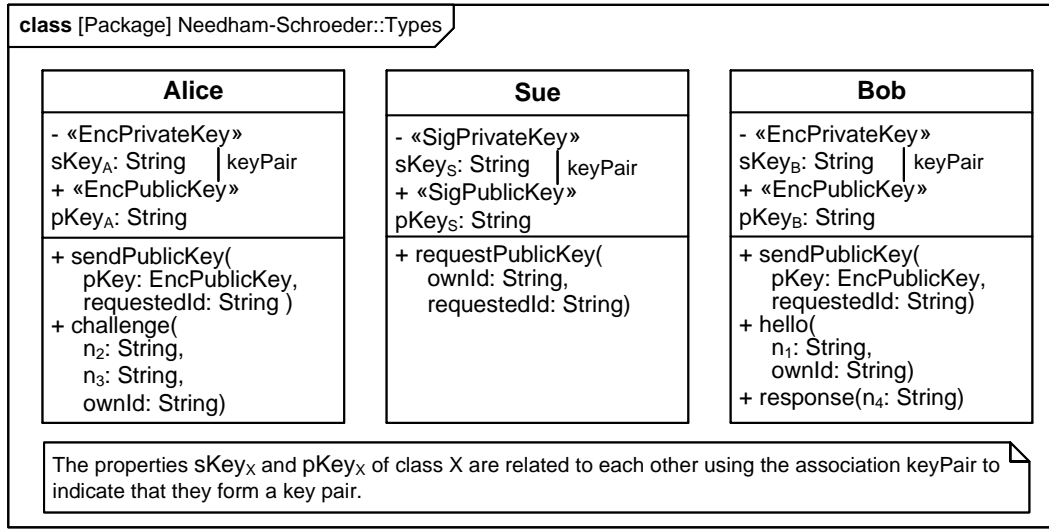 class [Package] Needham-Schroeder::Types
Alice
- «EncPrivateKey»
sKeyA: String
keyPair
+ «EncPublicKey»
pKeyA: String
+ sendPublicKey(
pKey: EncPublicKey,
requestedId: String )
+ challenge(
n2: String,
n3: String,
ownId: String)
Sue
- «SigPrivateKey»
sKeyS: String
keyPair
+ «SigPublicKey»
pKeyS: String
+ requestPublicKey(
ownId: String,
requestedId: String)
Bob
- «EncPrivateKey»
sKeyB: String
keyPair
+ «EncPublicKey»
pKeyB: String
+ sendPublicKey(
pKey: EncPublicKey,
requestedId: String)
+ hello(
n1: String,
ownId: String)
+ response(n4: String)
The properties sKeyX and pKeyX of class X are related to each other using the association keyPair to
indicate that they form a key pair.